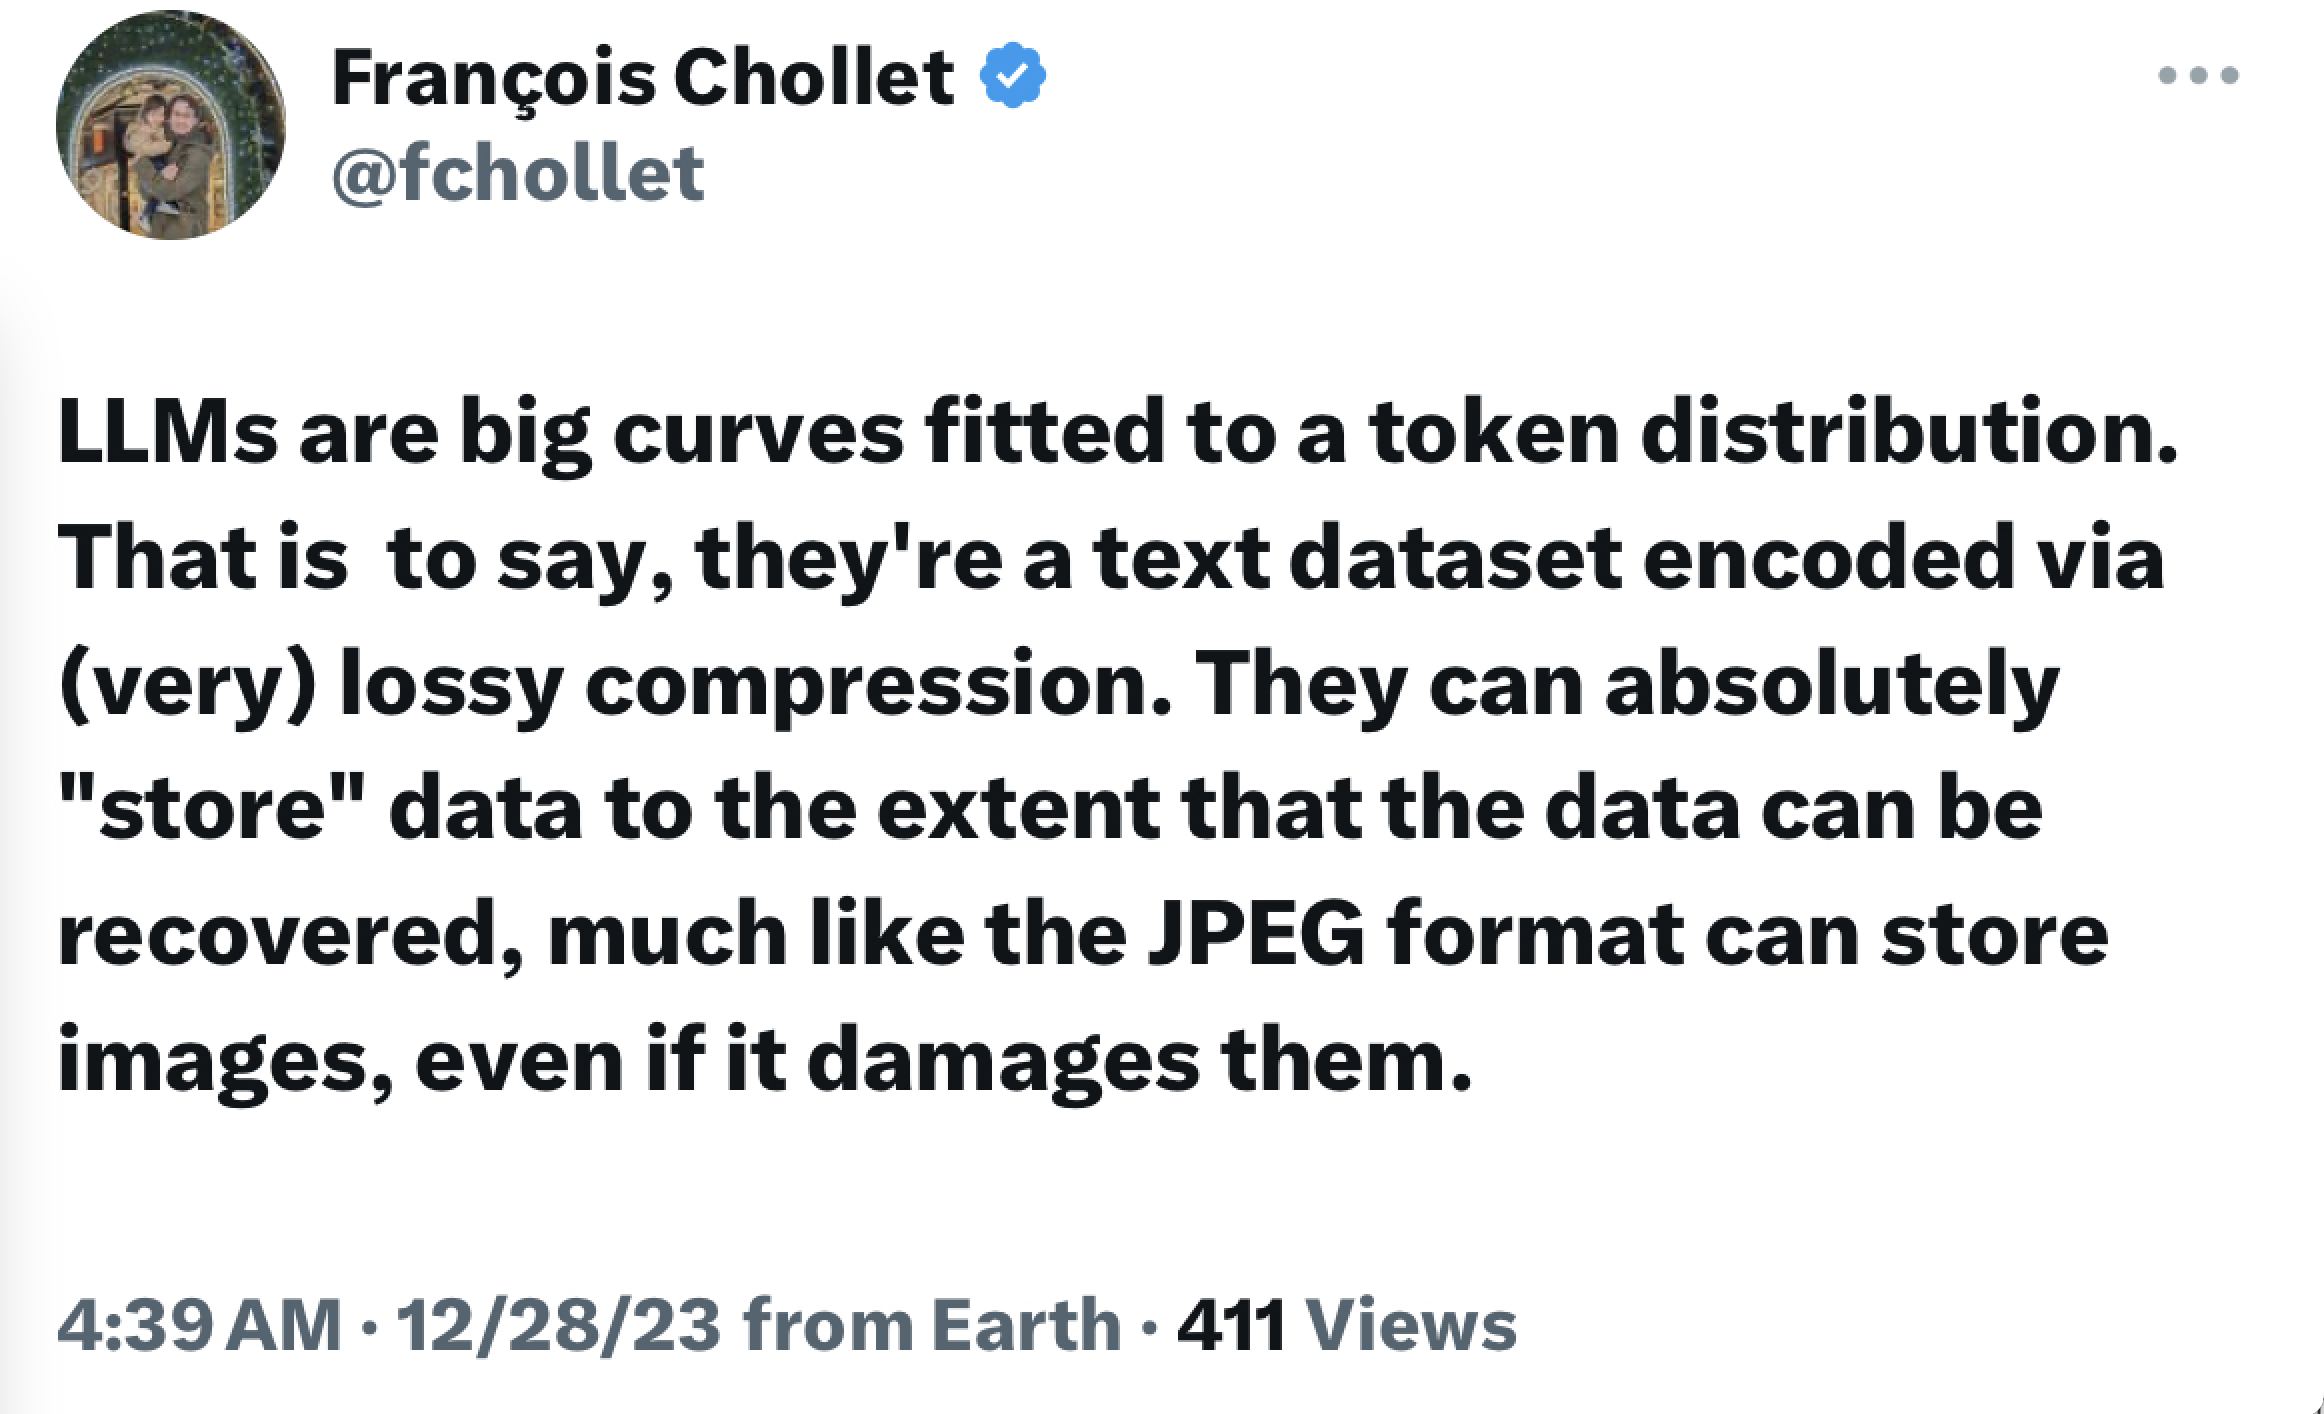 François Chollet
@fchollet
LLMs are big curves fitted to a token distribution.
That is  to say, they're a text dataset encoded via
(very) lossy compression. They can absolutely
"store" data to the extent that the data can be
recovered, much like the JPEG format can store
images, even if it damages them.
4:39 AM · 12/28/23 from Earth · 411 Views